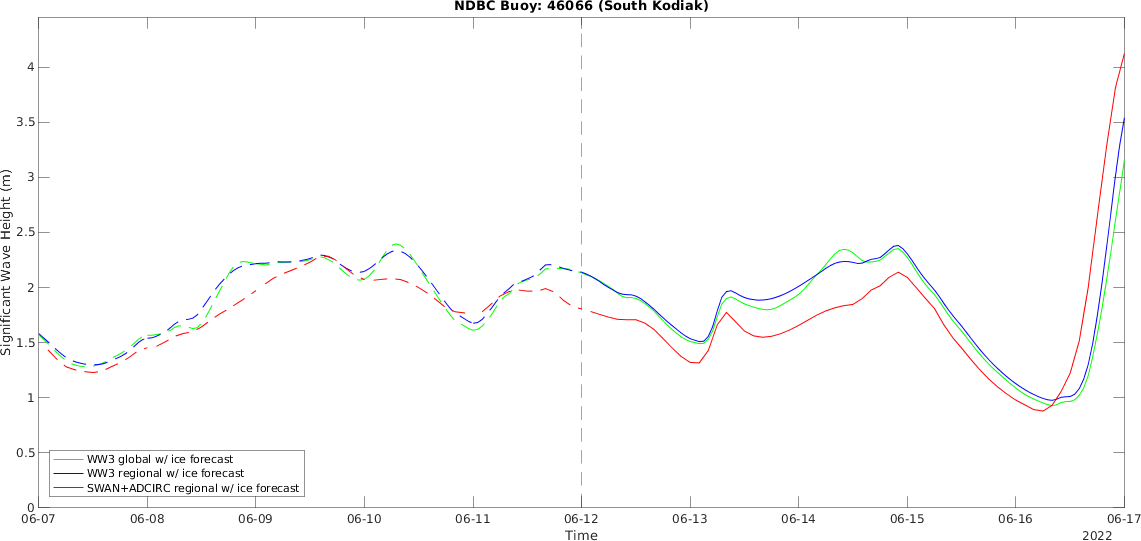 NDBC Buoy: 46066 (South Kodiak)
Significant Wave Height (m)
4
3.5
3
2.5
2
1.5
1
0.5
0
WW3 global w/ ice forecast
WW3 regional w/ ice forecast
SWAN+ADCIRC regional w/ ice forecast
06-07 06-08 06-09 06-10 06-11 06-12 06-13 06-14 06-15 06-16 06-17
Time
2022